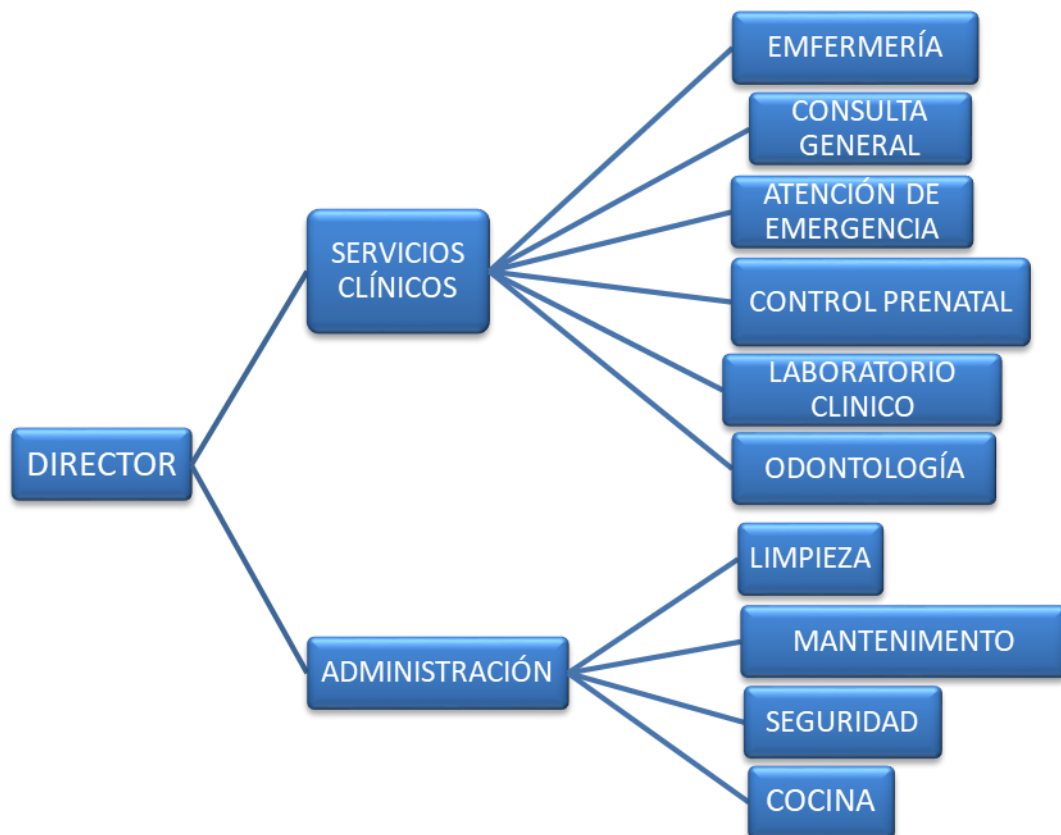 EMFERMERÍA
CONSULTA
GENERAL
ATENCIÓN DE
EMERGENCIA
SERVICIOS
CLÍNICOS
CONTROL PRENATAL
LABORATORIO
CLINICO
DIRECTOR
ODONTOLOGÍA
LIMPIEZA
MANTENIMENTO
ADMINISTRACIÓN
SEGURIDAD
COCINA